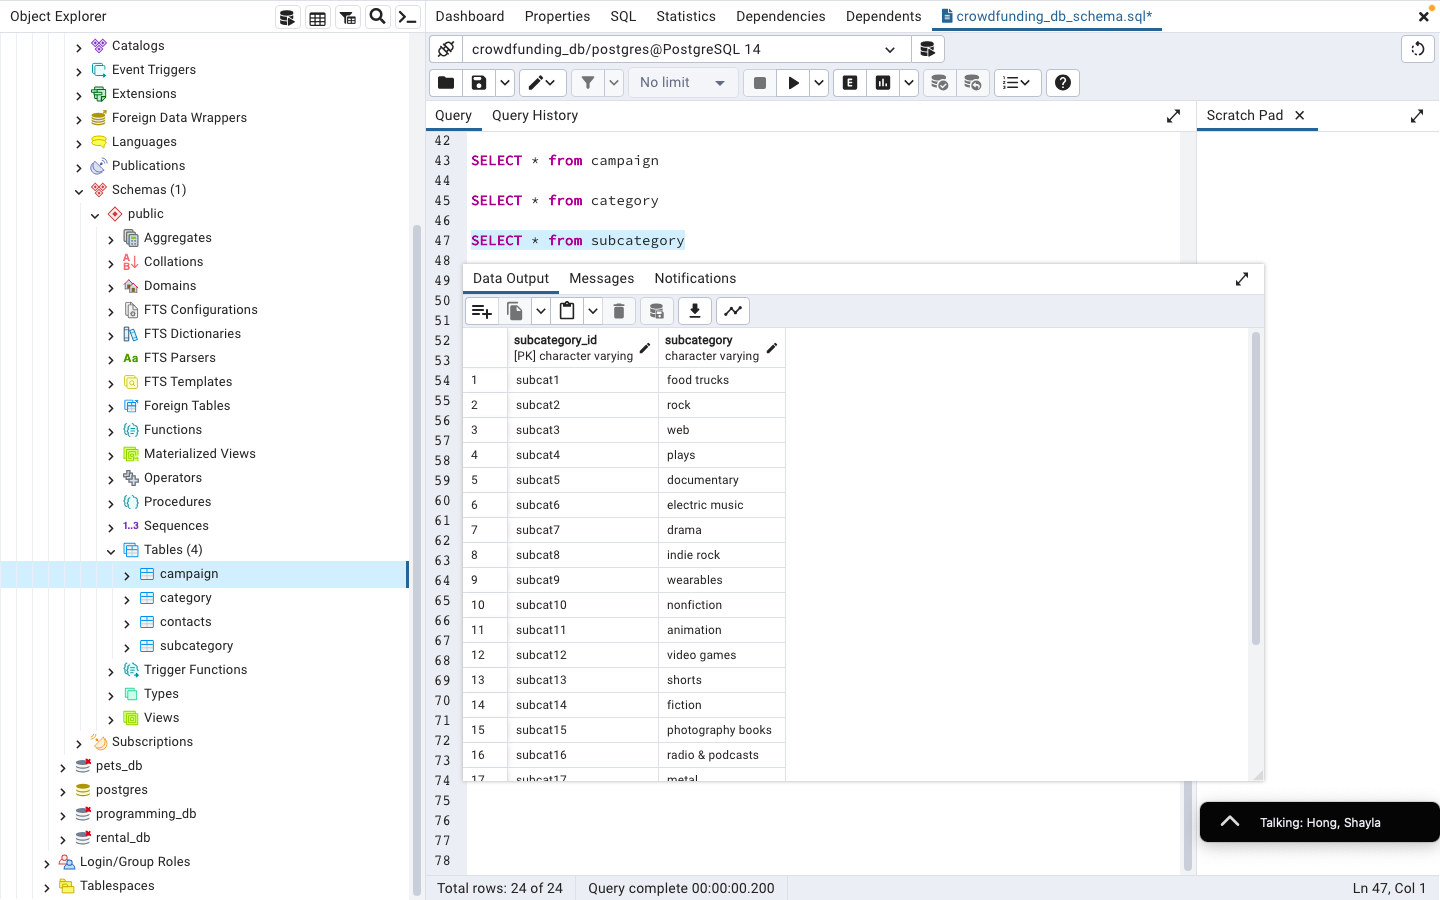 Object Explorer
Catalogs
Event Triggers
Extensions
Foreign Data Wrappers
Languages
Publications
Schemas (1)
public
Aggregates
Collations
Domains
FTS Configurations
FTS Dictionaries
Aa FTS Parsers
FTS Templates
Foreign Tables
Functions
Materialized Views
Operators
Procedures
1..3 Sequences
Tables (4)
campaign
category
contacts
subcategory
Trigger Functions
Types
Views
Subscriptions
pets_db
postgres
programming_db
rental_db
Login/Group Roles
Tablespaces
Dashboard Properties SQL Statistics Dependencies Dependents crowdfunding_db_schema.sql*
crowdfunding_db/postgres@PostgreSQL 14
No limit E
Query Query History
Scratch Pad
42
43 SELECT * from campaign
44
45 SELECT * from category
46
47 SELECT * from subcategory
48
49
50
51
52
53
54
55
56
57
58
59
60
61
62
63
64
65
66
67
68
69
70
71
72
73
74
75
76
77
78
Data Output Messages Notifications
subcategory_id subcategory
[PK] character varying character varying
1 subcat1 food trucks
2 subcat2 rock
3 subcat3 web
4 subcat4 plays
5 subcat5 documentary
6 subcat6 electric music
7 subcat7 drama
8 subcat8 indie rock
9 subcat9 wearables
10 subcat10 nonfiction
11 subcat11 animation
12 subcat12 video games
13 subcat13 shorts
14 subcat14 fiction
15 subcat15 photography books
16 subcat16 radio & podcasts
17 subcat17 metal
Talking: Hong, Shayla
Total rows: 24 of 24 Query complete 00:00:00.200 Ln 47, Col 1